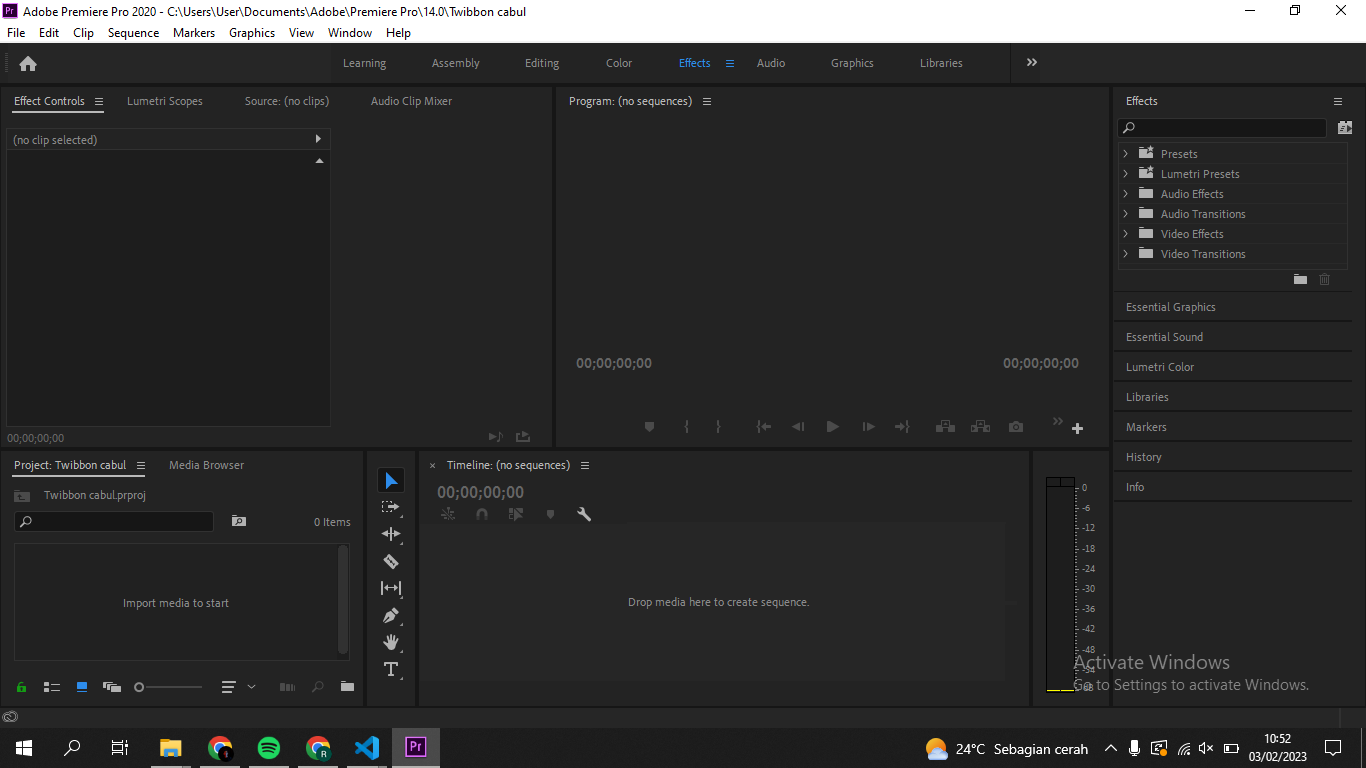 Pr Adobe Premiere Pro 2020 - C:\Users\User\Documents\Adobe\Premiere Pro\14.0\Twibbon cabul
File Edit Clip Sequence Markers Graphics View Window Help
Learning Assembly Editing Color Effects Audio Graphics Libraries
Effect Controls Lumetri Scopes Source: (no clips) Audio Clip Mixer
(no clip selected)
00;00;00;00
Program: (no sequences)
00;00;00;00 00;00;00;00
Effects
Presets
Lumetri Presets
Audio Effects
Audio Transitions
Video Effects
Video Transitions
Essential Graphics
Essential Sound
Lumetri Color
Libraries
Markers
History
Info
Project: Twibbon cabul Media Browser
Twibbon cabul.prproj
0 Items
Import media to start
× Timeline: (no sequences)
00;00;00;00
Drop media here to create sequence.
T
0
-6
-12
-18
-24
-30
-36
-42
-48
-54
dB
Activate Windows
Go to Settings to activate Windows.
R Pr
24°C Sebagian cerah
10:52
03/02/2023